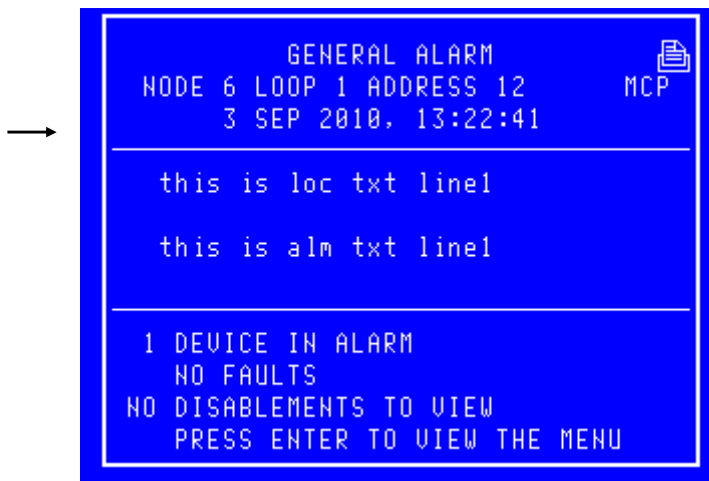 GENERAL ALARM
NODE 6 LOOP 1 ADDRESS 12 MCP
3 SEP 2010, 13:22:41
this is loc txt line1
this is alm txt line1
1 DEVICE IN ALARM
NO FAULTS
NO DISABLEMENTS TO VIEW
PRESS ENTER TO VIEW THE MENU